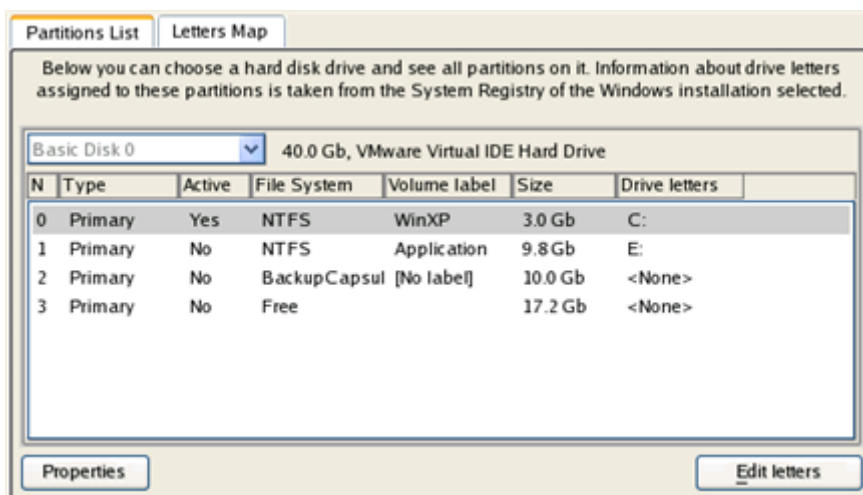 Partitions List Letters Map
Below you can choose a hard disk drive and see all partitions on it. Information about drive letters
assigned to these partitions is taken from the System Registry of the Windows installation selected.
Basic Disk 0 40.0 Gb, VMware Virtual IDE Hard Drive
N Type Active File System Volume label Size Drive letters
0 Primary Yes NTFS WinXP 3.0 Gb C:
1 Primary No NTFS Application 9.8 Gb E:
2 Primary No BackupCapsul [No label] 10.0 Gb <None>
3 Primary No Free 17.2 Gb <None>
Properties Edit letters